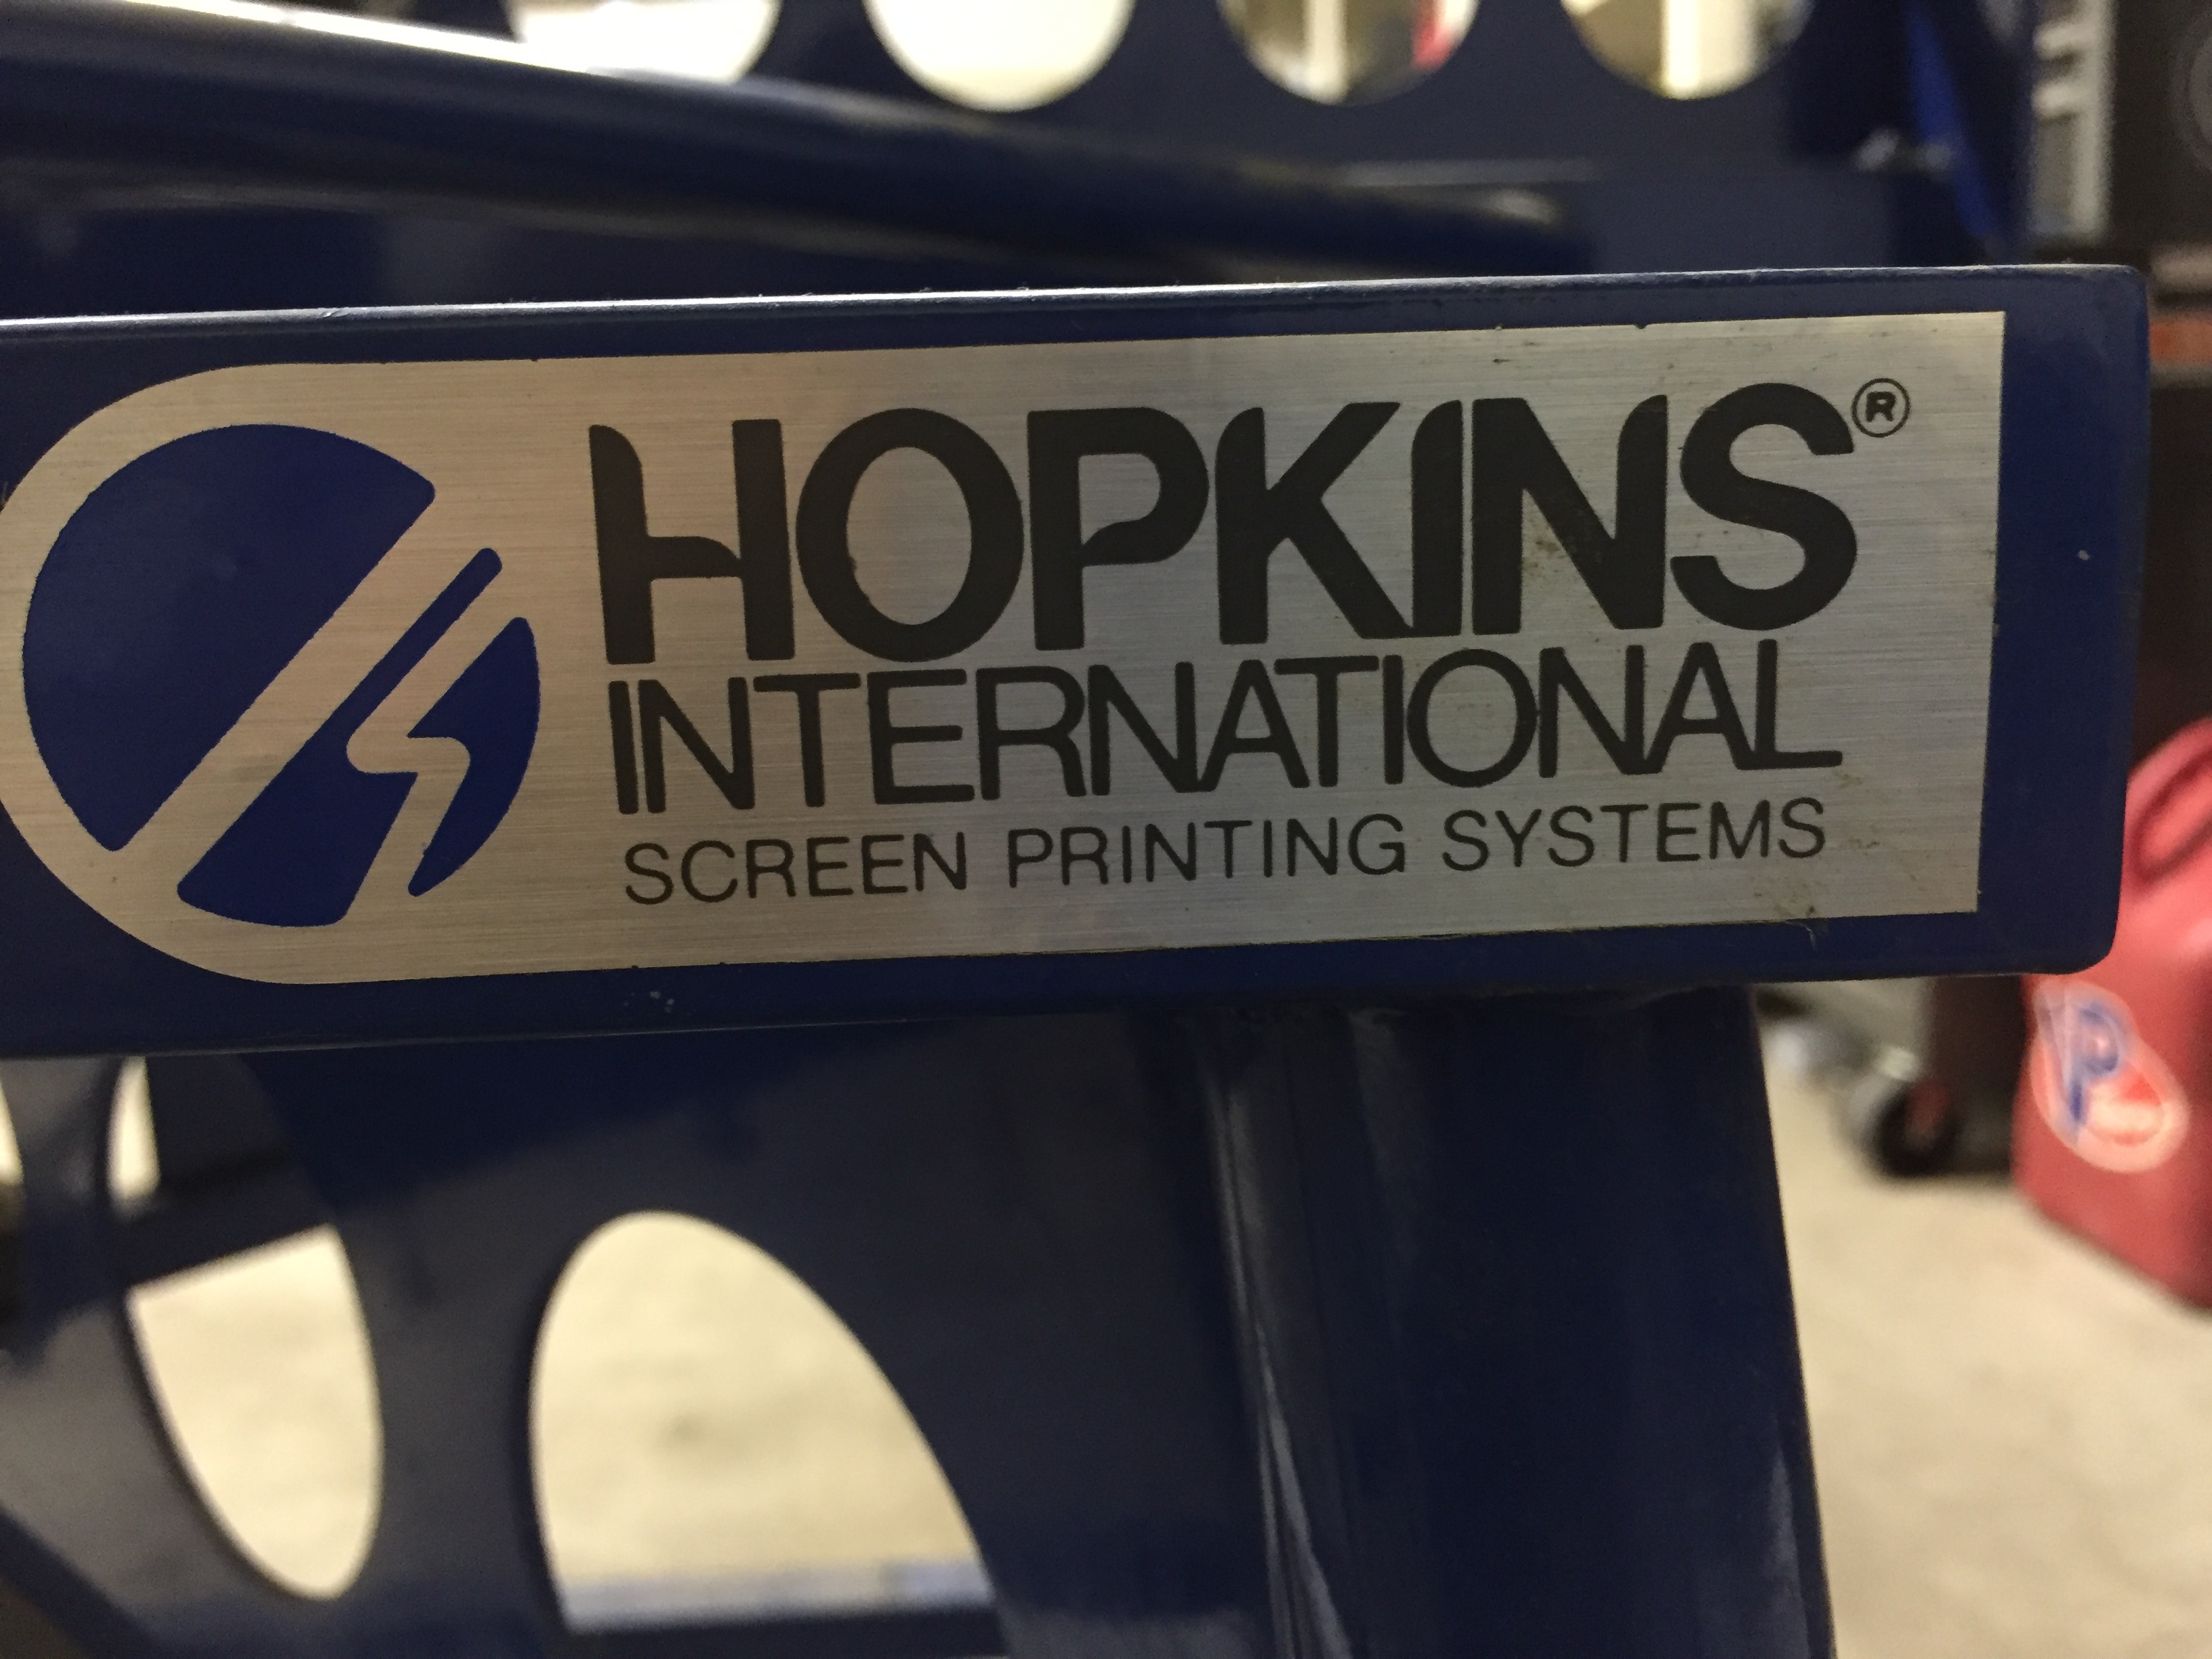 HOPKINS®
INTERNATIONAL
SCREEN PRINTING SYSTEMS